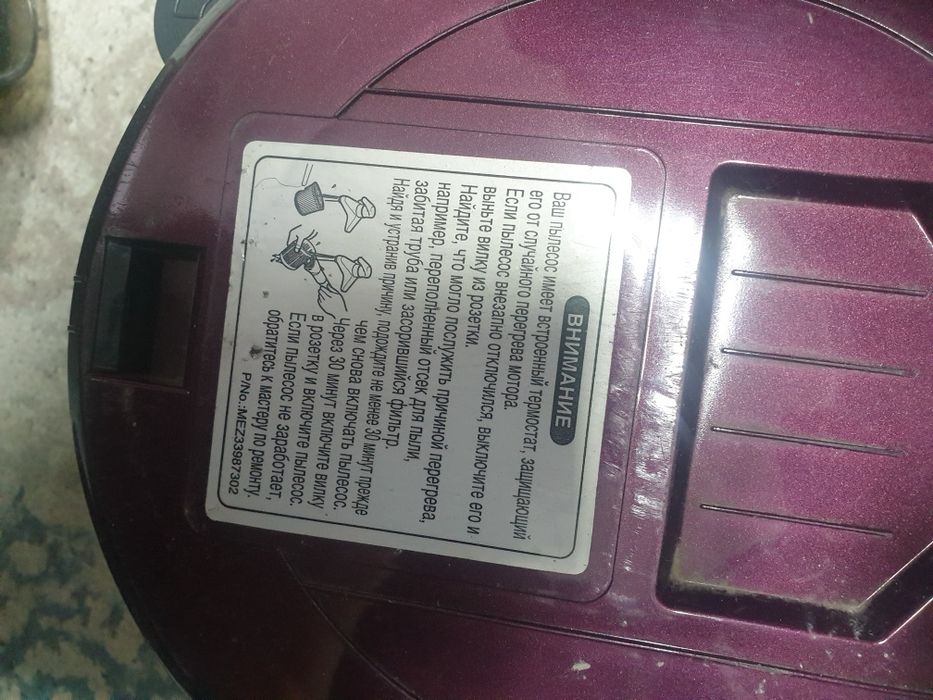 ВНИМАНИЕ
Ваш пылесос имеет встроенный термостат, защищающий
его от случайного перегрева мотора.
Если пылесос внезапно отключился, выключите его и
выньте вилку из розетки.
Найдите, что могло послужить причиной перегрева,
например, переполненный отсек для пыли,
забитая труба или засорившийся фильтр.
Найдя и устранив причину, подождите не менее 30 минут прежде
чем снова включать пылесос.
Через 30 минут включите вилку
в розетку и включите пылесос.
Если пылесос не заработает,
обратитесь к мастеру по ремонту.
P/No.:MEZ33987302